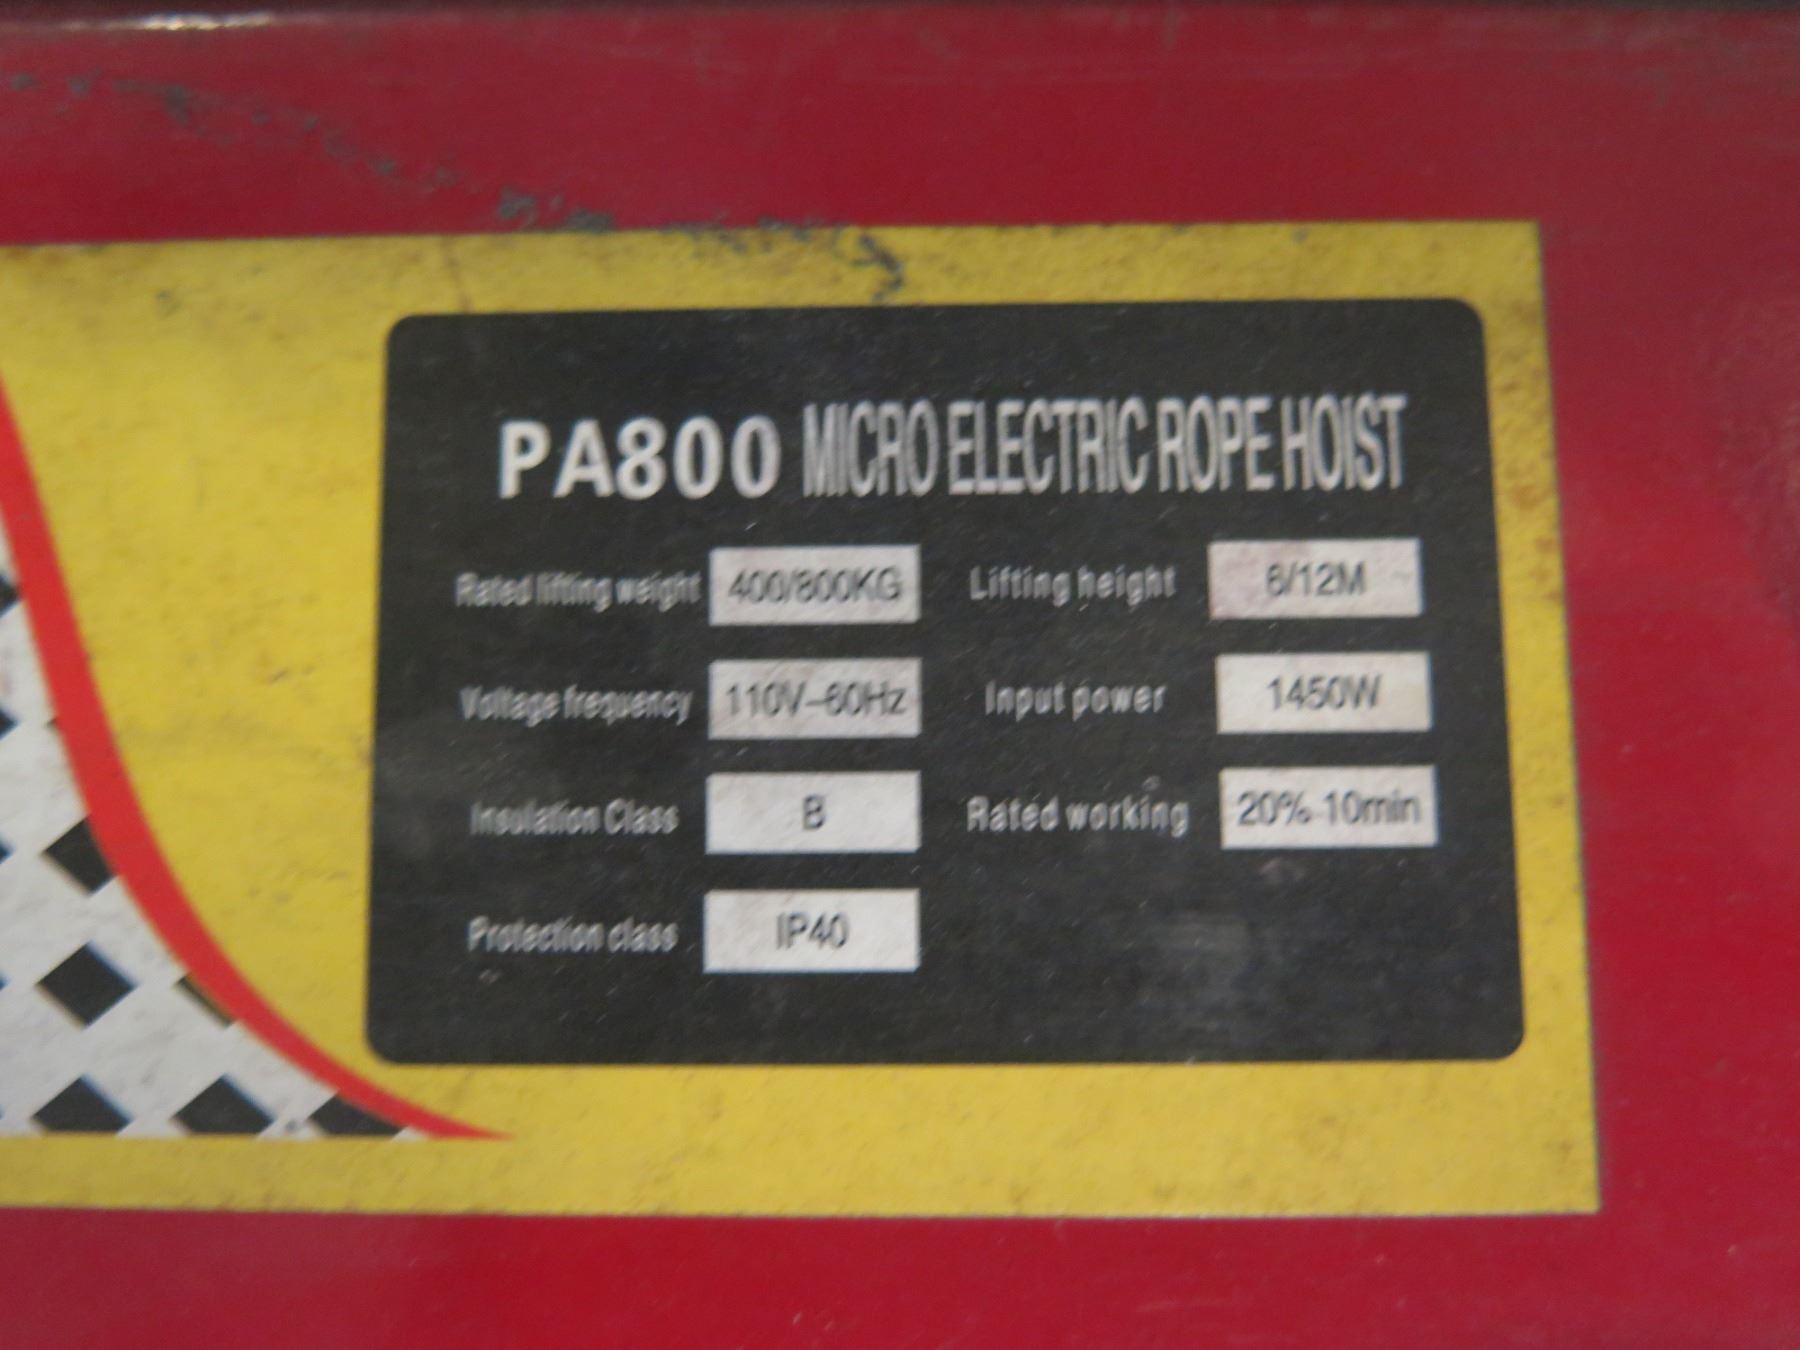 PA800 MICRO ELECTRIC ROPE HOIST
Rated lifting weight 400/800KG Lifting height 6/12M
Voltage frequency 110V-60Hz Input power 1450W
Insulation Class B Rated working 20% 10min
Protection class IP40